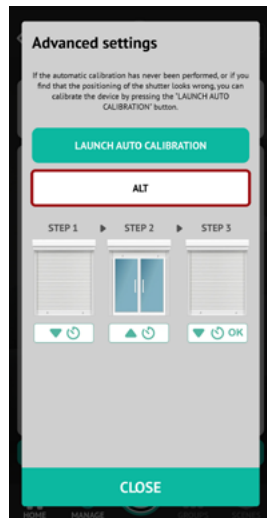 Advanced settings
If the automatic calibration has never been performed, or if you
find that the positioning of the shutter looks wrong, you can
calibrate the device by pressing the "LAUNCH AUTO
CALIBRATION" button.
LAUNCH AUTO CALIBRATION
ALT
STEP 1 ▶ STEP 2 ▶ STEP 3
OK
CLOSE
HOME MANAGE GROUPS SCENES